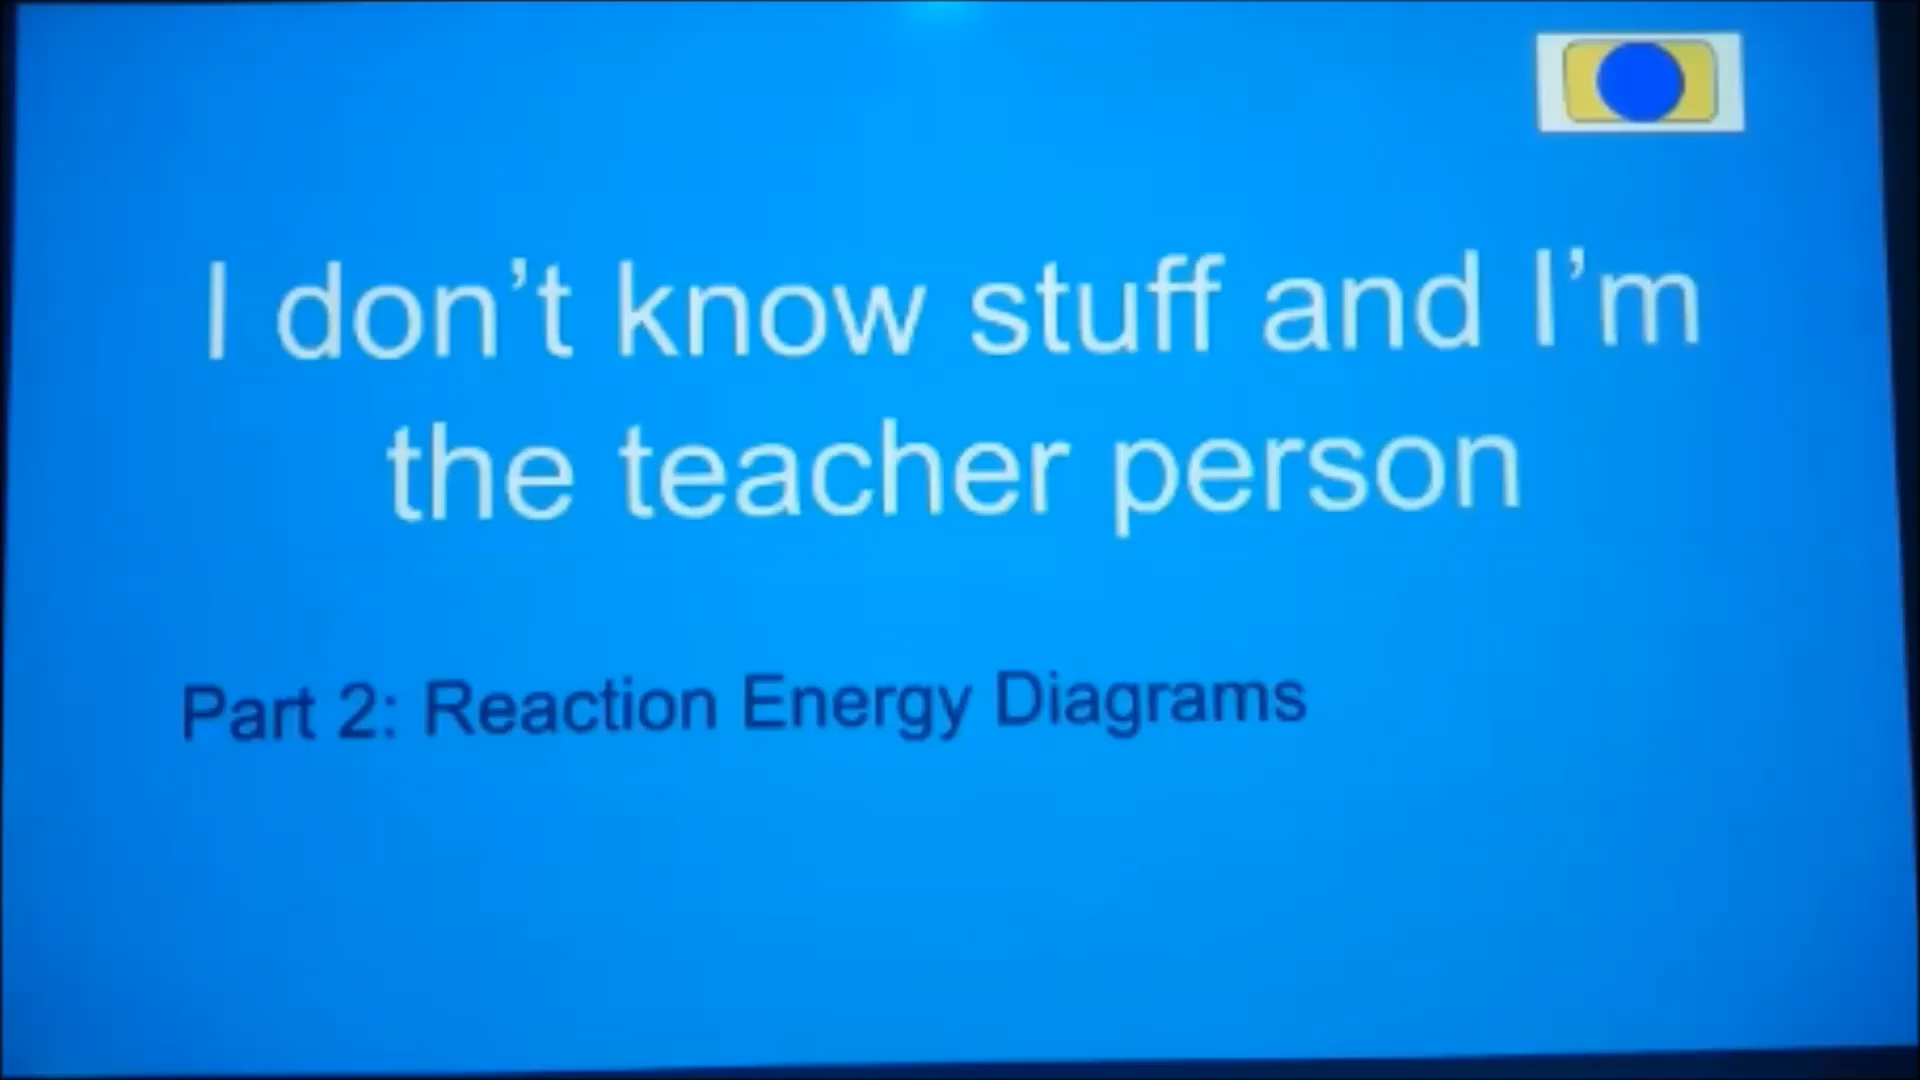 I don’t know stuff and I’m
the teacher person
Part 2: Reaction Energy Diagrams